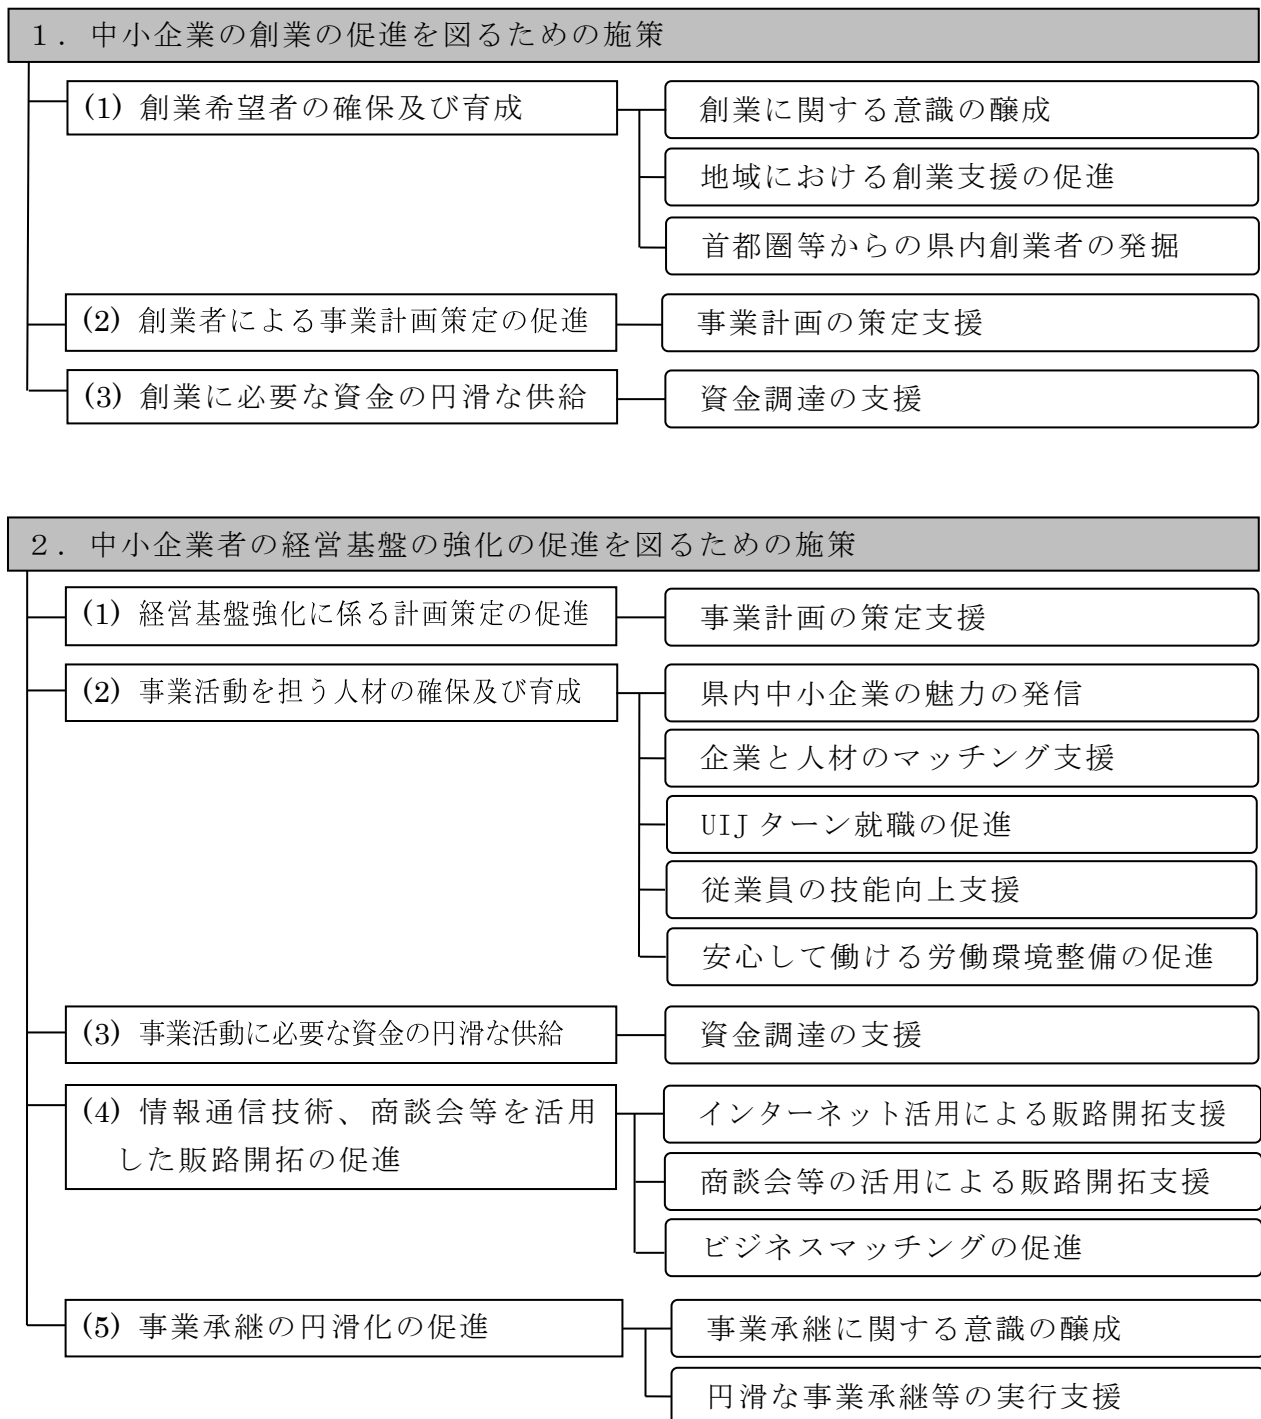 １．中小企業の創業の促進を図るための施策
(1) 創業希望者の確保及び育成
創業に関する意識の醸成
地域における創業支援の促進
首都圏等からの県内創業者の発掘
(2) 創業者による事業計画策定の促進
事業計画の策定支援
(3) 創業に必要な資金の円滑な供給
資金調達の支援
２．中小企業者の経営基盤の強化の促進を図るための施策
(1) 経営基盤強化に係る計画策定の促進
事業計画の策定支援
(2) 事業活動を担う人材の確保及び育成
県内中小企業の魅力の発信
企業と人材のマッチング支援
UIJターン就職の促進
従業員の技能向上支援
安心して働ける労働環境整備の促進
(3) 事業活動に必要な資金の円滑な供給
資金調達の支援
(4) 情報通信技術、商談会等を活用
した販路開拓の促進
インターネット活用による販路開拓支援
商談会等の活用による販路開拓支援
ビジネスマッチングの促進
(5) 事業承継の円滑化の促進
事業承継に関する意識の醸成
円滑な事業承継等の実行支援